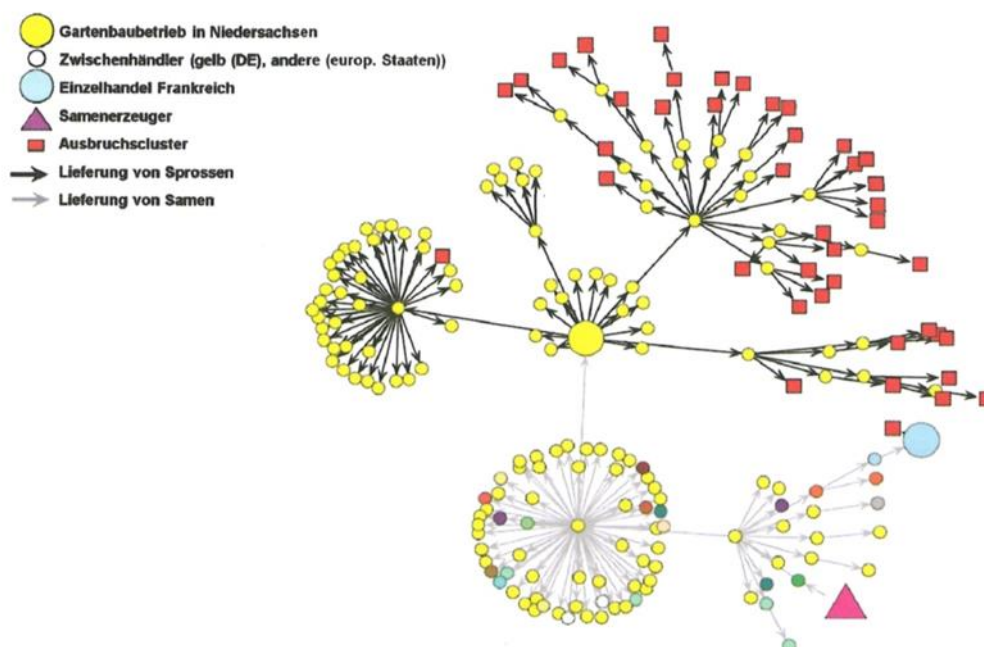 Gartenbaubetrieb in Niedersachsen
Zwischenhändler (gelb (DE), andere (europ. Staaten))
Einzelhandel Frankreich
Samenerzeuger
Ausbruchscluster
Lieferung von Sprossen
Lieferung von Samen